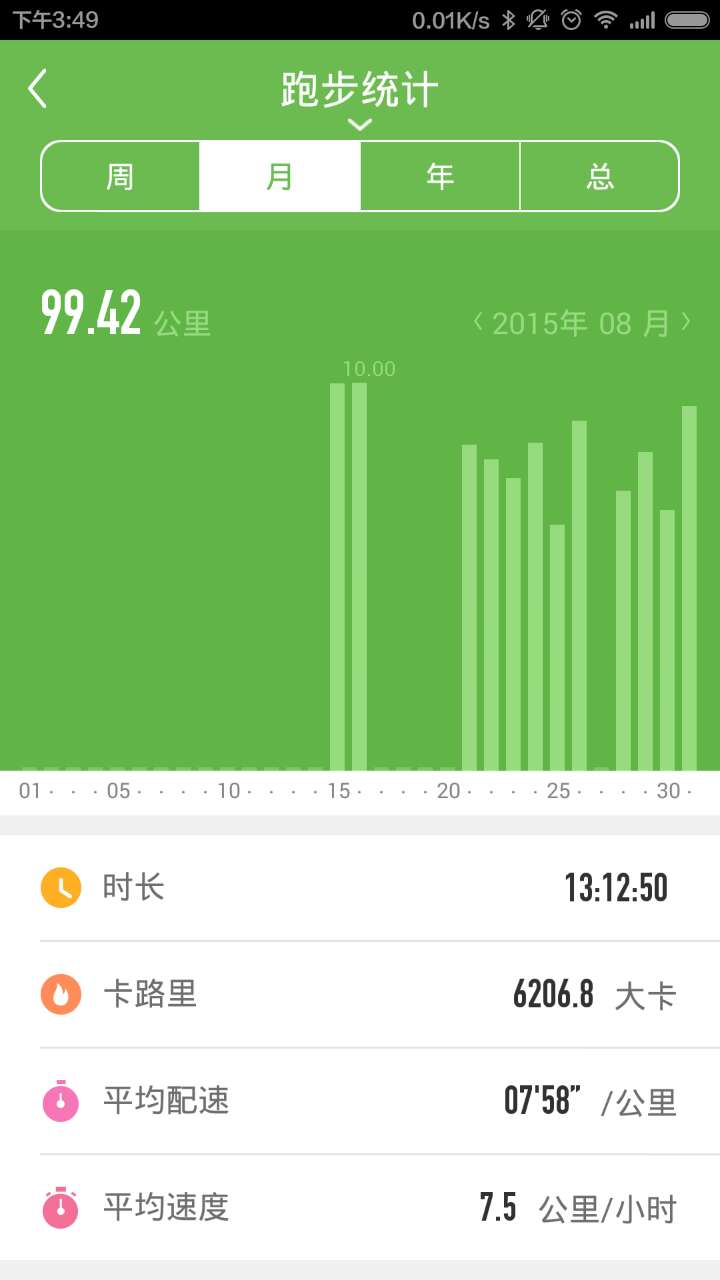 下午3:49 0.01K/s
跑步统计
周 月 年 总
99.42 公里 2015年 08 月
10.00
01 · · · 05 · · · · 10 · · · · 15 · · · · 20 · · · · 25 · · · · 30 ·
时长 13:12:50
卡路里 6206.8 大卡
平均配速 07'58" /公里
平均速度 7.5 公里/小时